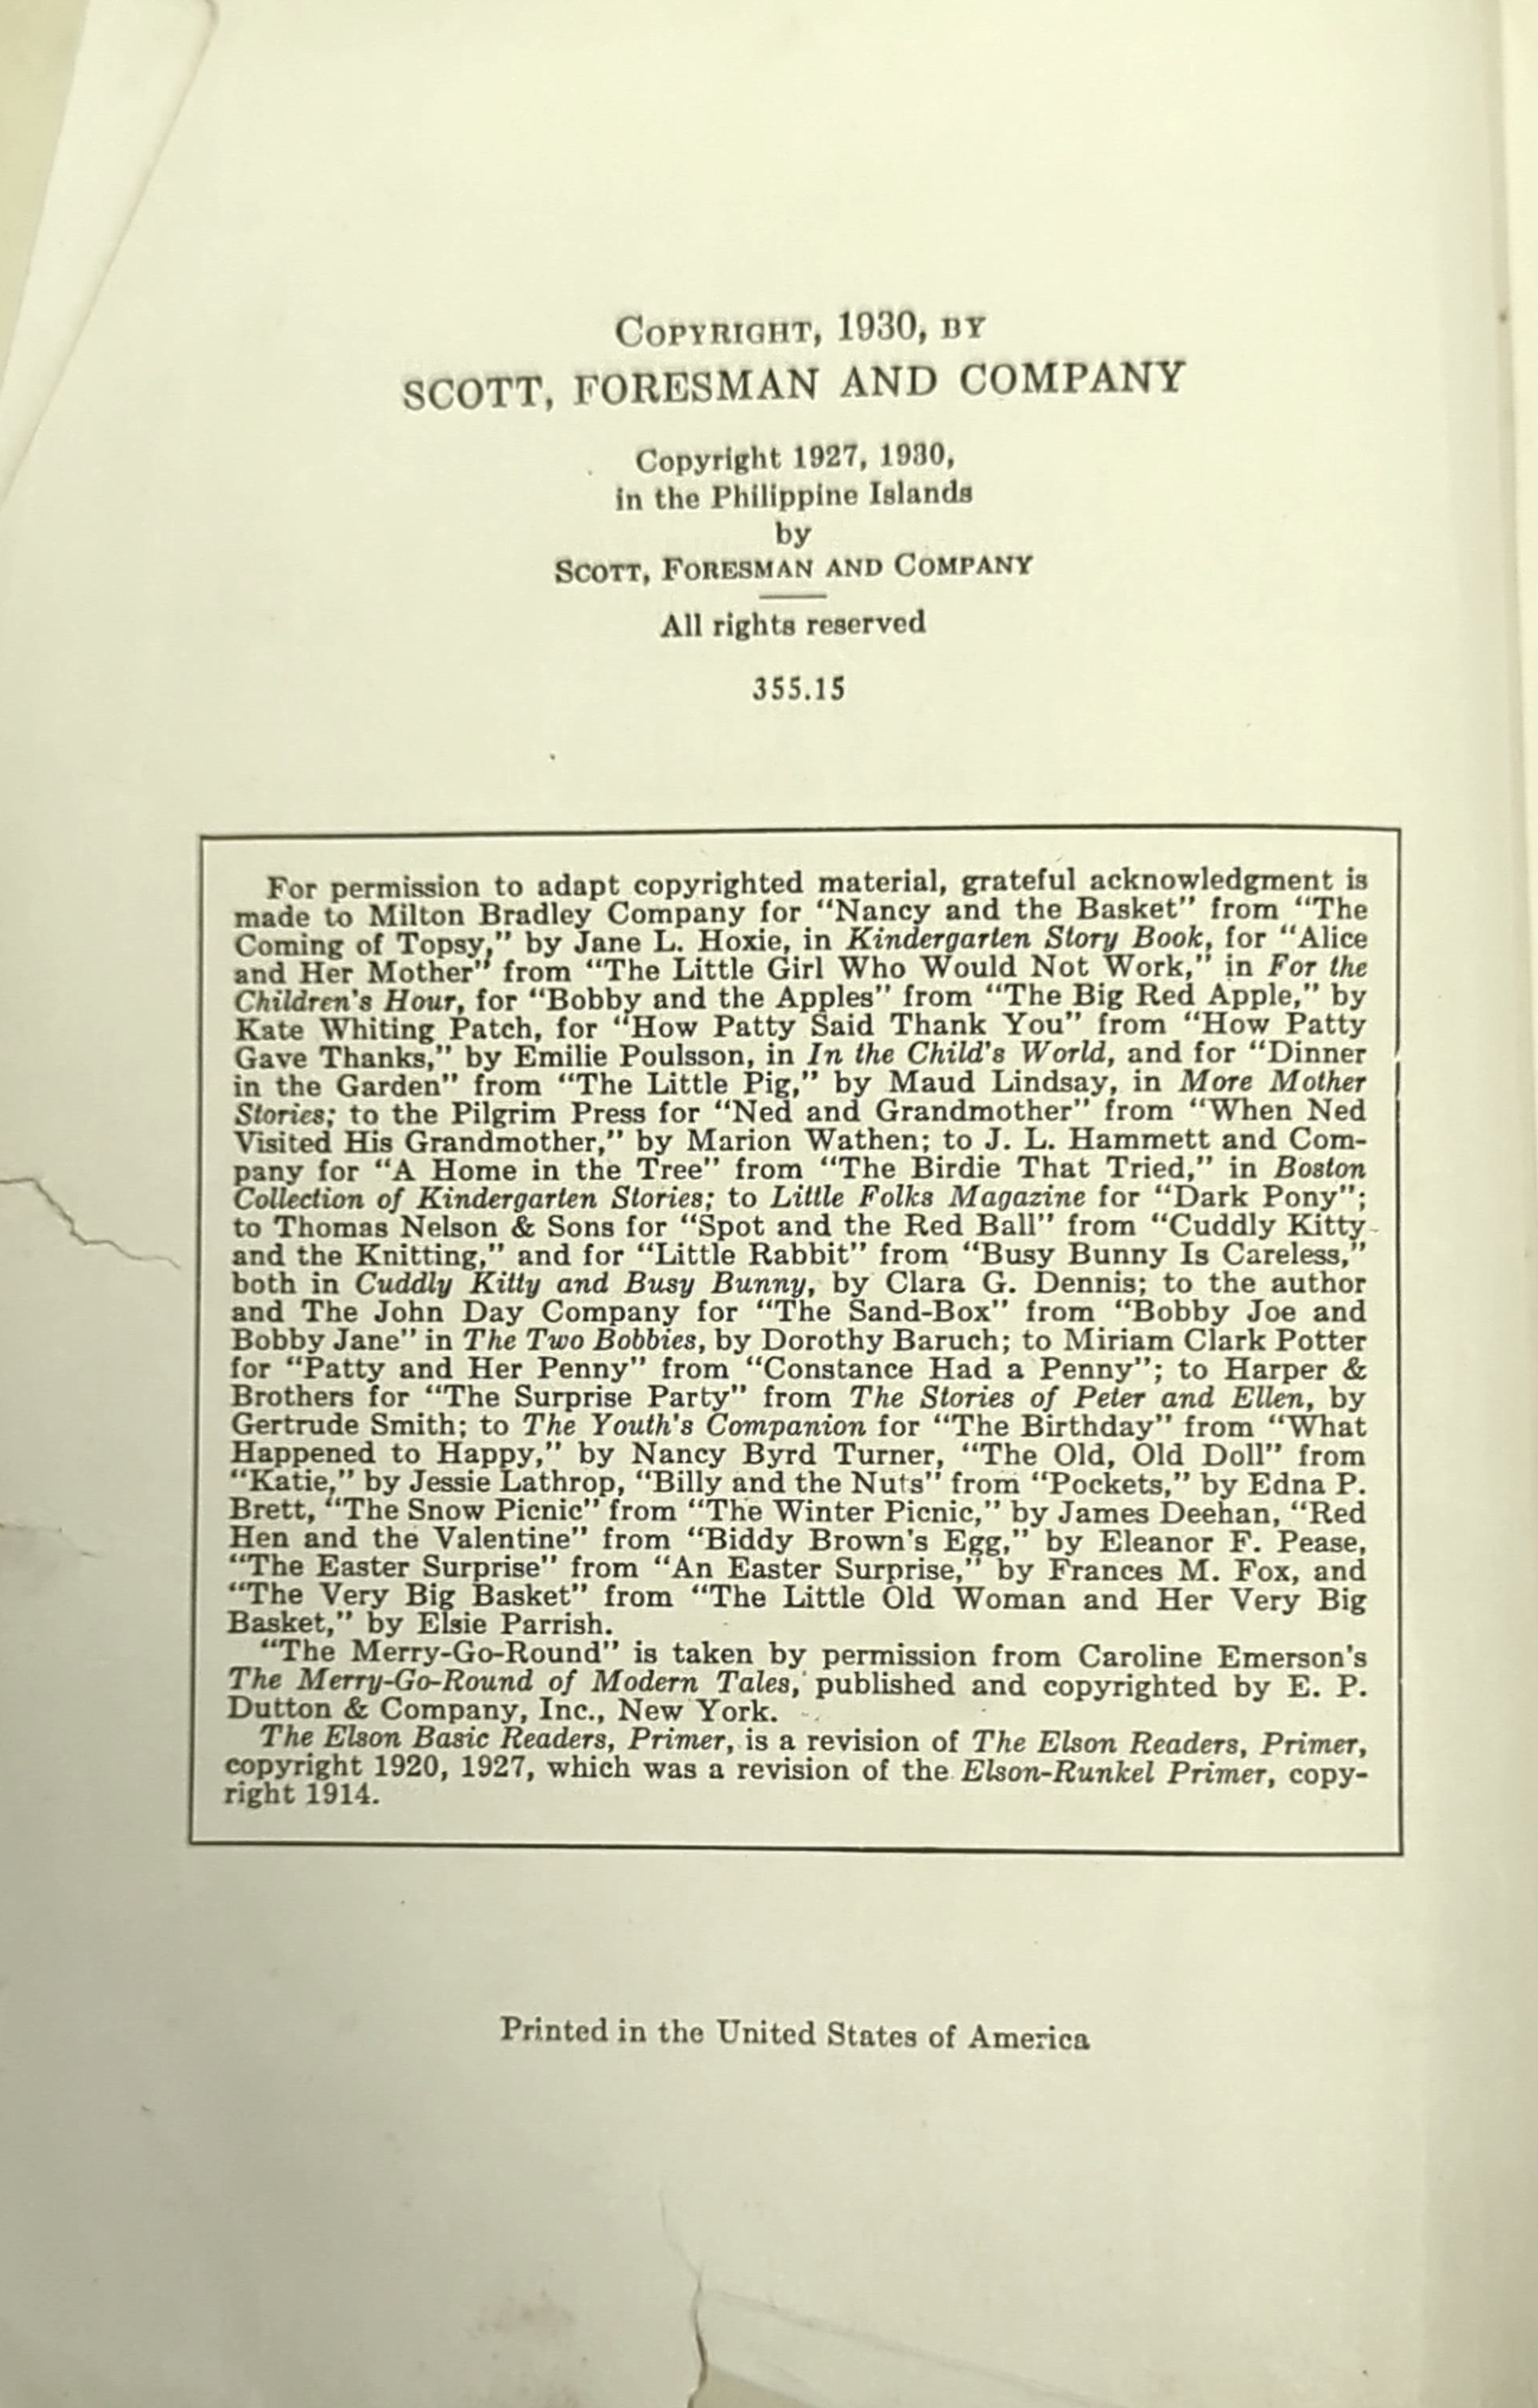 COPYRIGHT, 1930, BY
SCOTT, FORESMAN AND COMPANY
Copyright 1927, 1930,
in the Philippine Islands
by
SCOTT, FORESMAN AND COMPANY
All rights reserved
355.15
For permission to adapt copyrighted material, grateful acknowledgment is
made to Milton Bradley Company for “Nancy and the Basket” from “The
Coming of Topsy,” by Jane L. Hoxie, in Kindergarten Story Book, for “Alice
and Her Mother” from “The Little Girl Who Would Not Work,” in For the
Children's Hour, for “Bobby and the Apples” from “The Big Red Apple,” by
Kate Whiting Patch, for “How Patty Said Thank You” from “How Patty
Gave Thanks,” by Emilie Poulsson, in In the Child's World, and for “Dinner
in the Garden” from “The Little Pig,” by Maud Lindsay, in More Mother
Stories; to the Pilgrim Press for “Ned and Grandmother” from “When Ned
Visited His Grandmother,” by Marion Wathen; to J. L. Hammett and Com-
pany for “A Home in the Tree” from “The Birdie That Tried,” in Boston
Collection of Kindergarten Stories; to Little Folks Magazine for “Dark Pony”;
to Thomas Nelson & Sons for “Spot and the Red Ball” from “Cuddly Kitty
and the Knitting,” and for “Little Rabbit” from “Busy Bunny Is Careless,”
both in Cuddly Kitty and Busy Bunny, by Clara G. Dennis; to the author
and The John Day Company for “The Sand-Box” from “Bobby Joe and
Bobby Jane” in The Two Bobbies, by Dorothy Baruch; to Miriam Clark Potter
for “Patty and Her Penny” from “Constance Had a Penny”; to Harper &
Brothers for “The Surprise Party” from The Stories of Peter and Ellen, by
Gertrude Smith; to The Youth's Companion for “The Birthday” from “What
Happened to Happy,” by Nancy Byrd Turner, “The Old, Old Doll” from
“Katie,” by Jessie Lathrop, “Billy and the Nuts” from “Pockets,” by Edna P.
Brett, “The Snow Picnic” from “The Winter Picnic,” by James Deehan, “Red
Hen and the Valentine” from “Biddy Brown's Egg,” by Eleanor F. Pease,
“The Easter Surprise” from “An Easter Surprise,” by Frances M. Fox, and
“The Very Big Basket” from “The Little Old Woman and Her Very Big
Basket,” by Elsie Parrish.
“The Merry-Go-Round” is taken by permission from Caroline Emerson's
The Merry-Go-Round of Modern Tales, published and copyrighted by E. P.
Dutton & Company, Inc., New York.
The Elson Basic Readers, Primer, is a revision of The Elson Readers, Primer,
copyright 1920, 1927, which was a revision of the Elson-Runkel Primer, copy-
right 1914.
Printed in the United States of America